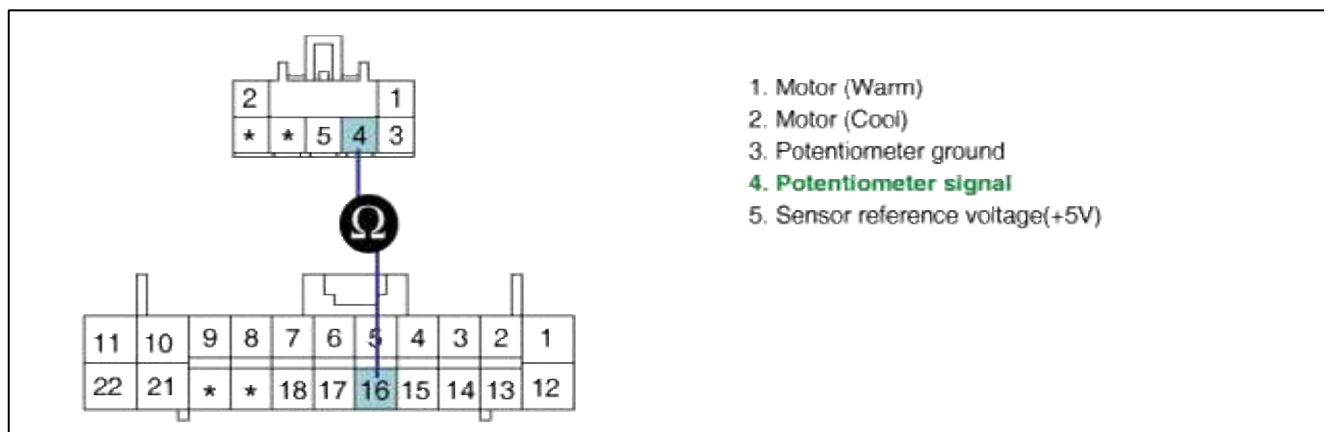 2 1
* * 5 4 3
Ω
11 10 9 8 7 6 5 4 3 2 1
22 21 * * 18 17 16 15 14 13 12
1. Motor (Warm)
2. Motor (Cool)
3. Potentiometer ground
4. Potentiometer signal
5. Sensor reference voltage(+5V)